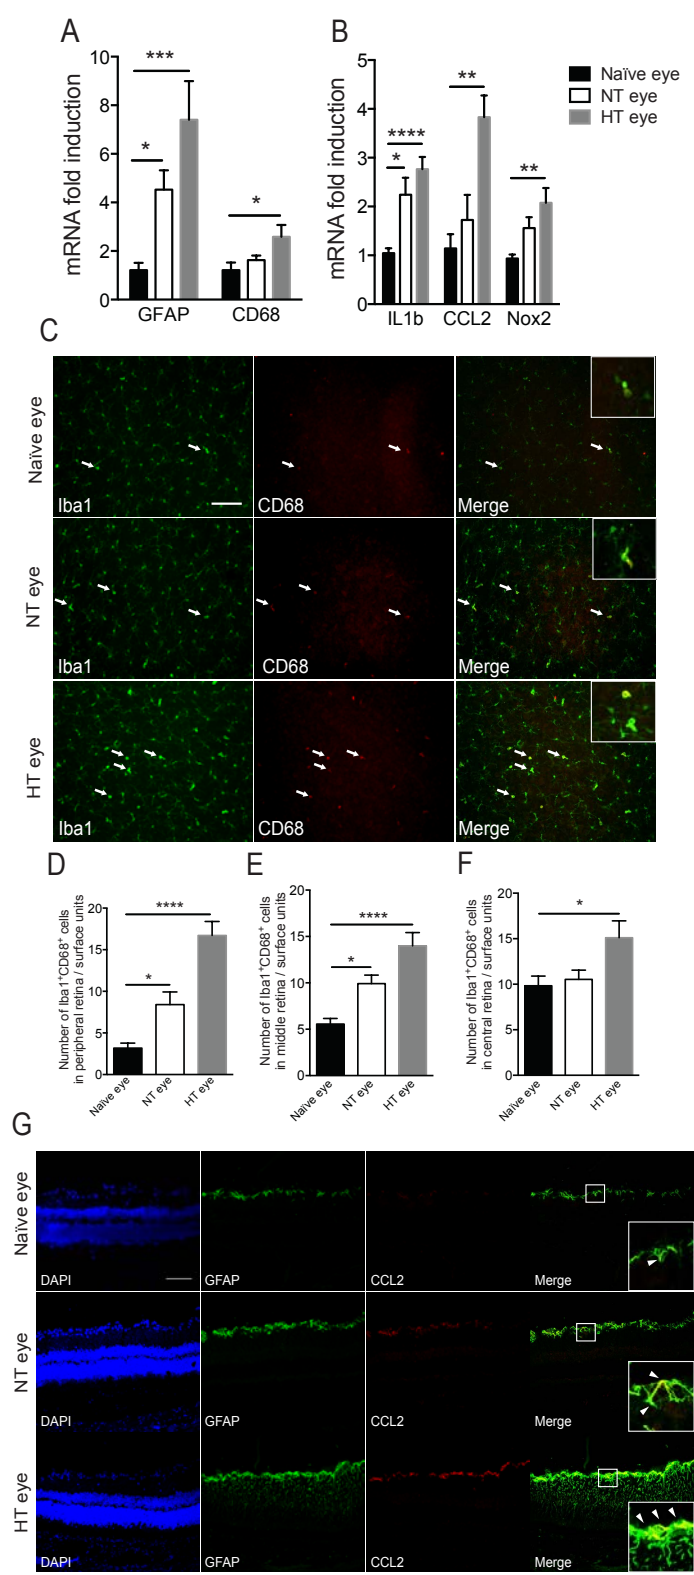 A
B
mRNA fold induction
10
8
6
4
2
0
***
*
*
GFAP
CD68
mRNA fold induction
5
4
3
2
1
0
****
*
**
**
IL1b
CCL2
Nox2
Naïve eye
NT eye
HT eye
C
Naïve eye
Iba1
CD68
Merge
NT eye
Iba1
CD68
Merge
HT eye
Iba1
CD68
Merge
D
Number of Iba1+CD68+ cells
in peripheral retina / surface units
20
15
10
5
0
****
*
Naïve eye
NT eye
HT eye
E
Number of Iba1+CD68+ cells
in middle retina / surface units
20
15
10
5
0
****
*
Naïve eye
NT eye
HT eye
F
Number of Iba1+CD68+ cells
in central retina / surface units
20
15
10
5
0
*
Naïve eye
NT eye
HT eye
G
Naïve eye
DAPI
GFAP
CCL2
Merge
NT eye
DAPI
GFAP
CCL2
Merge
HT eye
DAPI
GFAP
CCL2
Merge